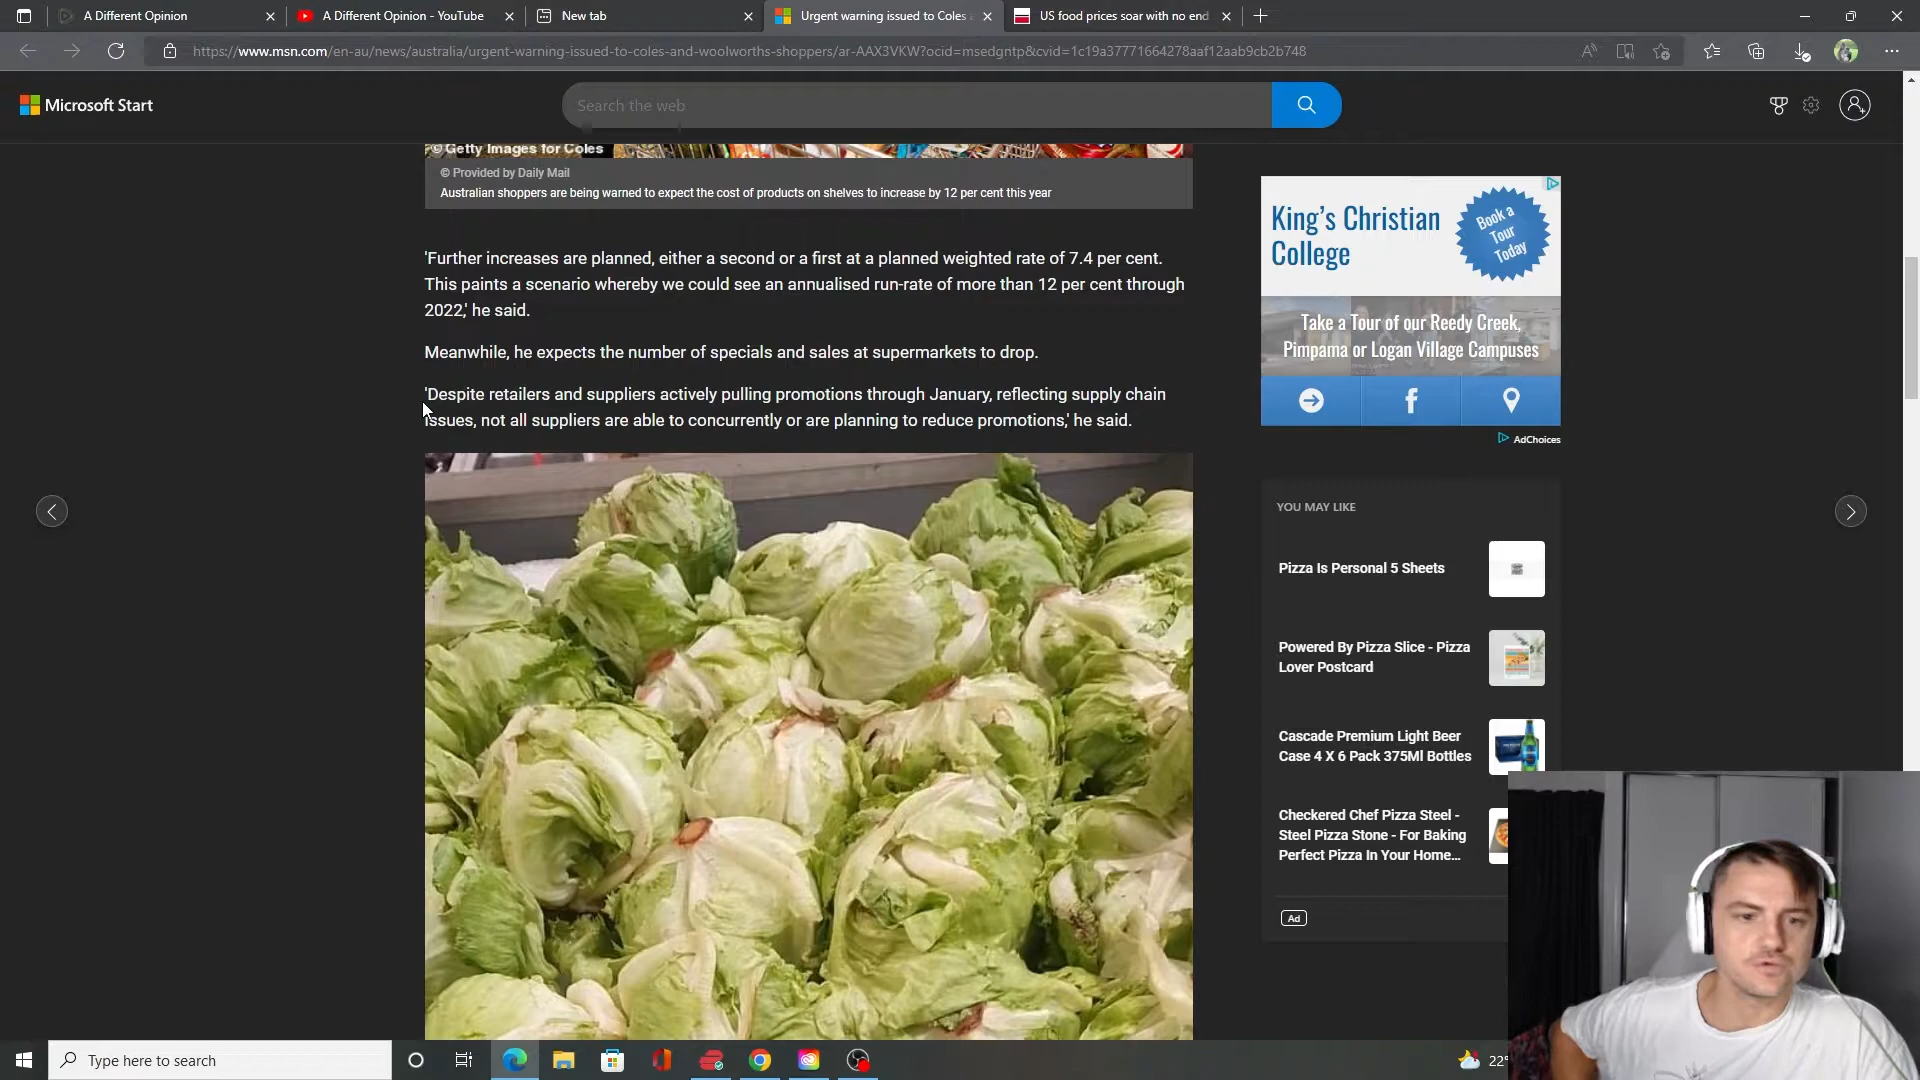 A Different Opinion
A Different Opinion - YouTube
New tab
Urgent warning issued to Coles
US food prices soar with no end
https://www.msn.com/en-au/news/australia/urgent-warning-issued-to-coles-and-woolworths-shoppers/ar-AAX3VKW?ocid=msedgntp&cvid=1c19a37771664278aaf12aab9cb2b748
Microsoft Start
Search the web
© Getty Images for Coles
© Provided by Daily Mail
Australian shoppers are being warned to expect the cost of products on shelves to increase by 12 per cent this year
'Further increases are planned, either a second or a first at a planned weighted rate of 7.4 per cent.
This paints a scenario whereby we could see an annualised run-rate of more than 12 per cent through
2022,' he said.
Meanwhile, he expects the number of specials and sales at supermarkets to drop.
'Despite retailers and suppliers actively pulling promotions through January, reflecting supply chain
issues, not all suppliers are able to concurrently or are planning to reduce promotions,' he said.
King's Christian
College
Book a
Tour
Today
Take a Tour of our Reedy Creek,
Pimpama or Logan Village Campuses
AdChoices
YOU MAY LIKE
Pizza Is Personal 5 Sheets
Powered By Pizza Slice - Pizza
Lover Postcard
Cascade Premium Light Beer
Case 4 X 6 Pack 375Ml Bottles
Checkered Chef Pizza Steel -
Steel Pizza Stone - For Baking
Perfect Pizza In Your Home...
Ad
Type here to search
22°